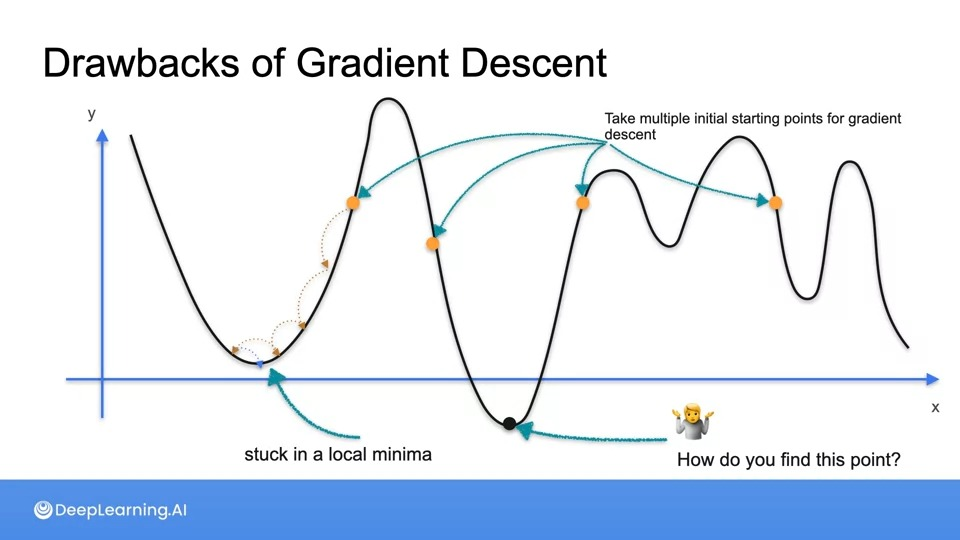 Drawbacks of Gradient Descent
y
Take multiple initial starting points for gradient
descent
x
stuck in a local minima
How do you find this point?
DeepLearning.AI